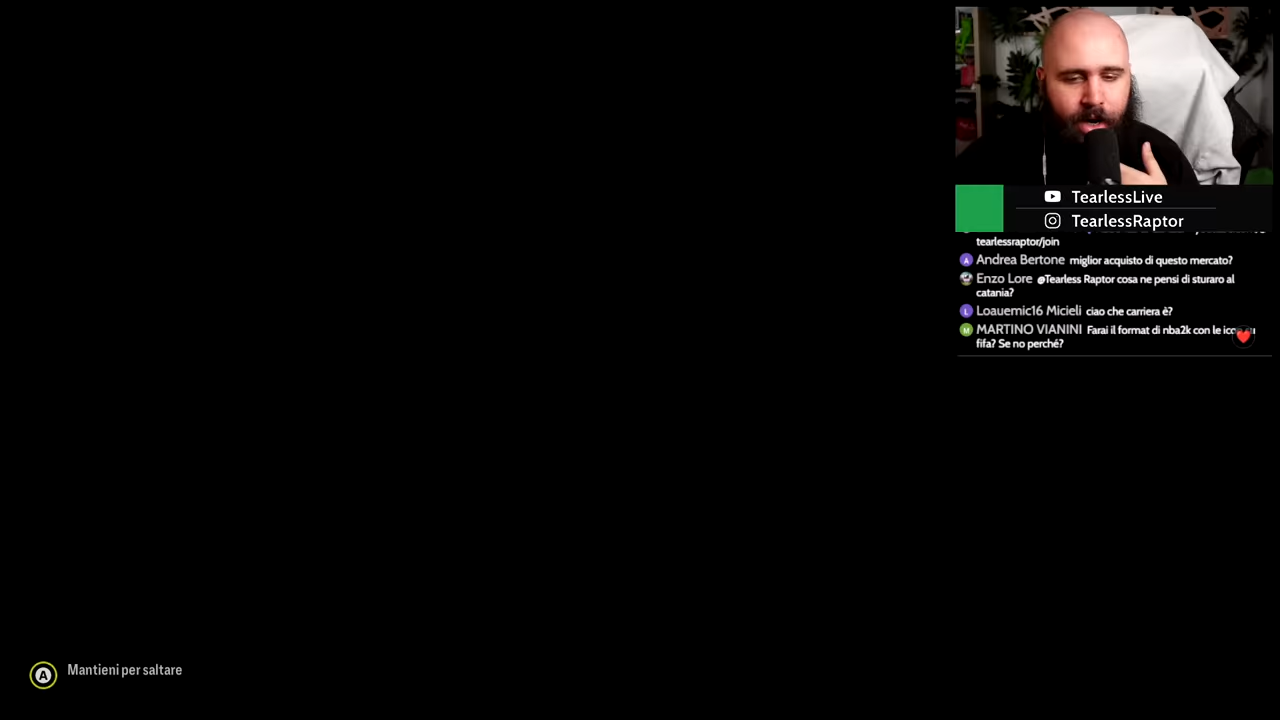 TearlessLive
TearlessRaptor
tearlessraptor/join
A Andrea Bertone miglior acquisto di questo mercato?
Enzo Lore @Tearless Raptor cosa ne pensi di sturaro al
catania?
L Loauemic16 Micieli ciao che carriera è?
M MARTINO VIANINI Farai il format di nba2k con le
fifa? Se no perché?
A Mantieni per saltare